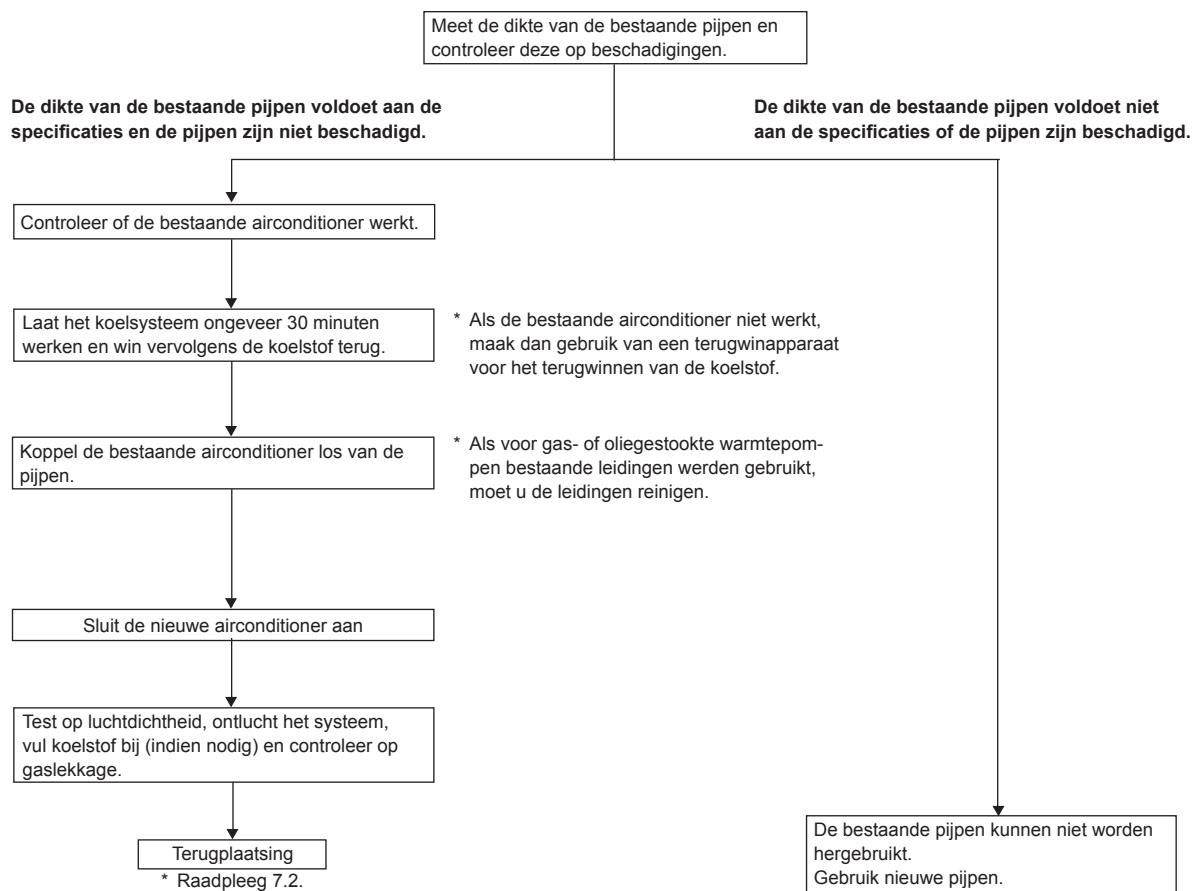 Meet de dikte van de bestaande pijpen en
controleer deze op beschadigingen.
De dikte van de bestaande pijpen voldoet aan de
specificaties en de pijpen zijn niet beschadigd.
De dikte van de bestaande pijpen voldoet niet
aan de specificaties of de pijpen zijn beschadigd.
Controleer of de bestaande airconditioner werkt.
Laat het koelsysteem ongeveer 30 minuten
werken en win vervolgens de koelstof terug.
* Als de bestaande airconditioner niet werkt,
maak dan gebruik van een terugwinapparaat
voor het terugwinnen van de koelstof.
Koppel de bestaande airconditioner los van de
pijpen.
* Als voor gas- of oliegestookte warmtepom-
pen bestaande leidingen werden gebruikt,
moet u de leidingen reinigen.
Sluit de nieuwe airconditioner aan
Test op luchtdichtheid, ontlucht het systeem,
vul koelstof bij (indien nodig) en controleer op
gaslekkage.
Terugplaatsing
* Raadpleeg 7.2.
De bestaande pijpen kunnen niet worden
hergebruikt.
Gebruik nieuwe pijpen.